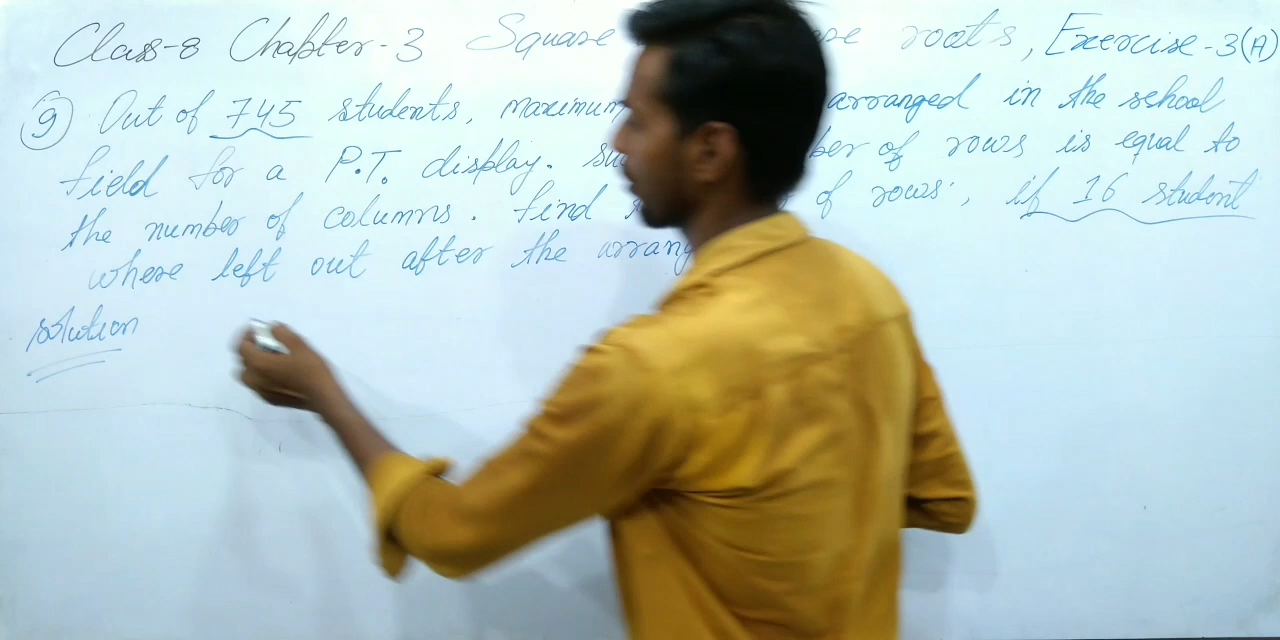 Class-8 Chapter-3 Square roots, Exercise-3(A)
9 Out of 745 students, maximum arranged in the school
field for a P.T. display. of rows is equal to
the number of columns. find of rows, if 16 student
where left out after the arrang
solution